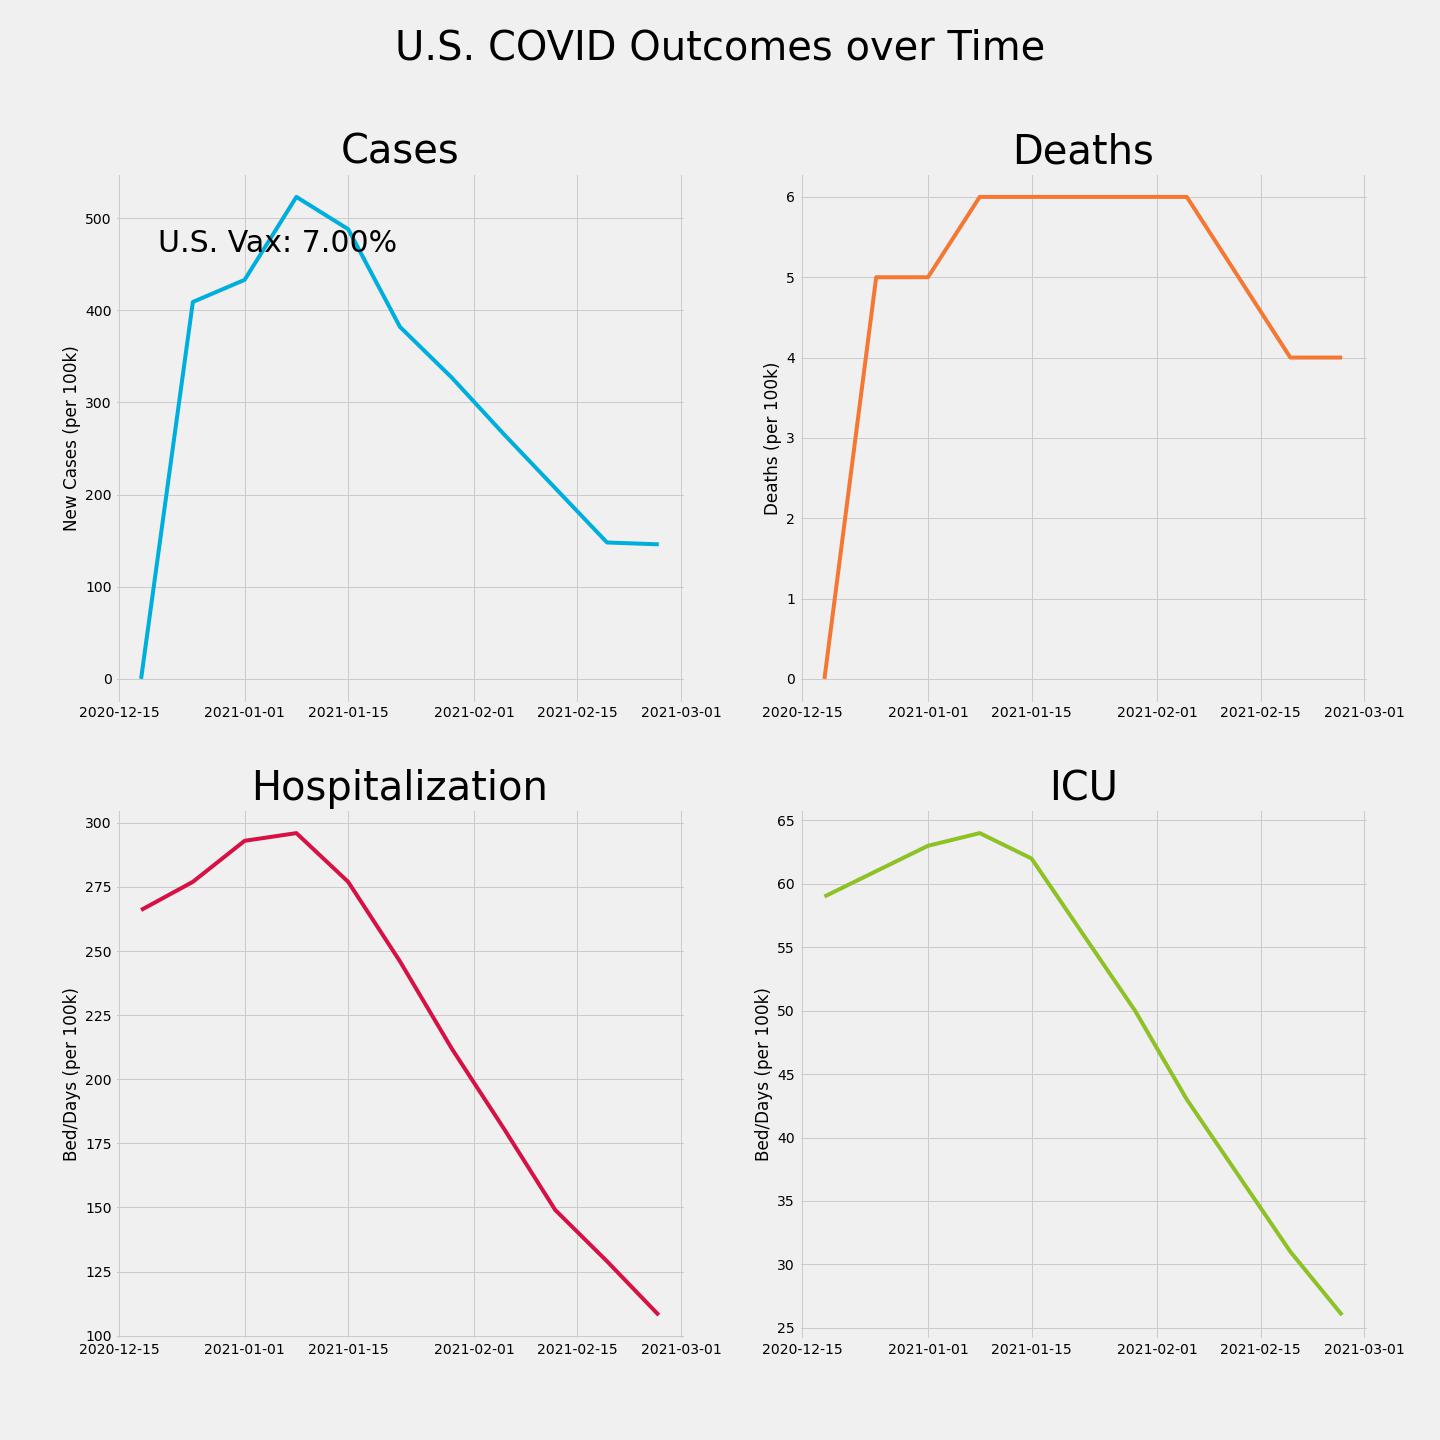 U.S. COVID Outcomes over Time
Cases
U.S. Vax: 7.00%
New Cases (per 100k)
500
400
300
200
100
0
2020-12-15 2021-01-01 2021-01-15 2021-02-01 2021-02-15 2021-03-01
Deaths
Deaths (per 100k)
6
5
4
3
2
1
0
2020-12-15 2021-01-01 2021-01-15 2021-02-01 2021-02-15 2021-03-01
Hospitalization
Bed/Days (per 100k)
300
275
250
225
200
175
150
125
100
2020-12-15 2021-01-01 2021-01-15 2021-02-01 2021-02-15 2021-03-01
ICU
Bed/Days (per 100k)
65
60
55
50
45
40
35
30
25
2020-12-15 2021-01-01 2021-01-15 2021-02-01 2021-02-15 2021-03-01